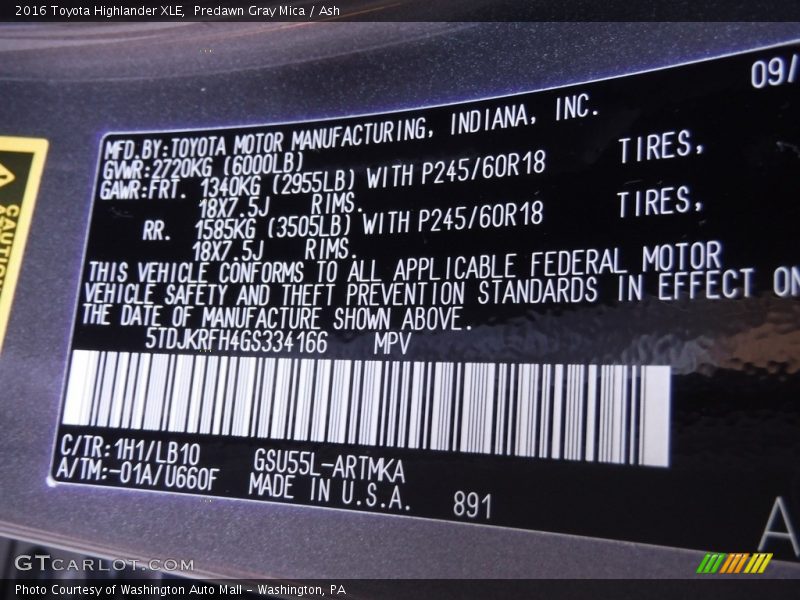 2016 Toyota Highlander XLE, Predawn Gray Mica / Ash
09/
MFD.BY:TOYOTA MOTOR MANUFACTURING, INDIANA, INC.
GVWR:2720KG (6000LB)
GAWR:FRT. 1340KG (2955LB) WITH P245/60R18 TIRES,
18X7.5J RIMS.
RR. 1585KG (3505LB) WITH P245/60R18 TIRES,
18X7.5J RIMS.
THIS VEHICLE CONFORMS TO ALL APPLICABLE FEDERAL MOTOR
VEHICLE SAFETY AND THEFT PREVENTION STANDARDS IN EFFECT ON
THE DATE OF MANUFACTURE SHOWN ABOVE.
5TDJKRFH4GS334166 MPV
C/TR:1H1/LB10 GSU55L-ARTMKA
A/TM:-01A/U660F MADE IN U.S.A. 891
A
CAUTION
GTCARLOT.COM
Photo Courtesy of Washington Auto Mall - Washington, PA